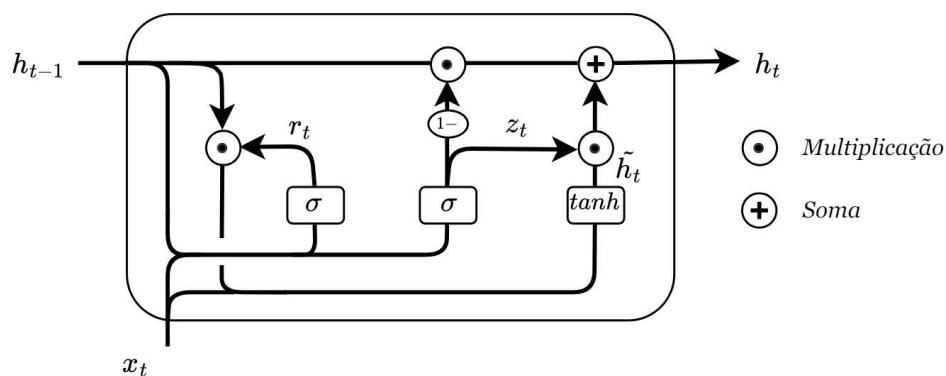 h_{t-1}
h_t
1−
r_t
z_t
Multiplicação
h̃_t
σ
σ
tanh
Soma
x_t